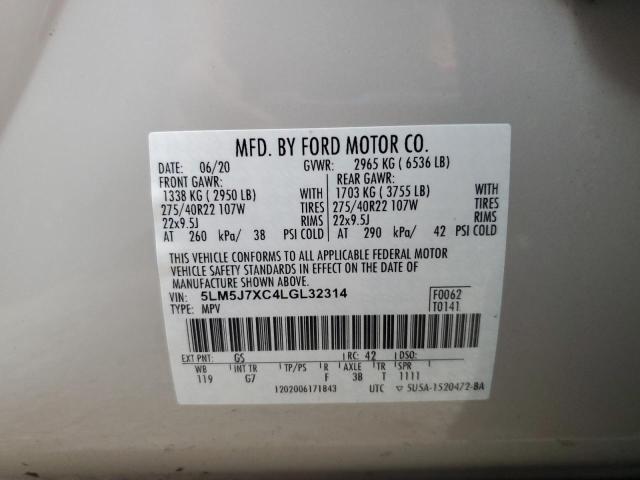 MFD. BY FORD MOTOR CO.
DATE: 06/20 GVWR: 2965 KG ( 6536 LB)
FRONT GAWR: REAR GAWR:
1338 KG ( 2950 LB) WITH 1703 KG ( 3755 LB) WITH
275/40R22 107W TIRES 275/40R22 107W TIRES
22x9.5J RIMS 22x9.5J RIMS
AT 260 kPa/ 38 PSI COLD AT 290 kPa/ 42 PSI COLD
THIS VEHICLE CONFORMS TO ALL APPLICABLE FEDERAL MOTOR
VEHICLE SAFETY STANDARDS IN EFFECT ON THE DATE OF
MANUFACTURE SHOWN ABOVE.
VIN: 5LM5J7XC4LGL32314 F0062
TYPE: MPV T0141
EXT PNT: GS RC: 42 DSO:
WB INT TR TP/PS R AXLE TR SPR
119 G7 F 3B T 1111
1202006171843 UTC ▽ 5USA-1520472-BA